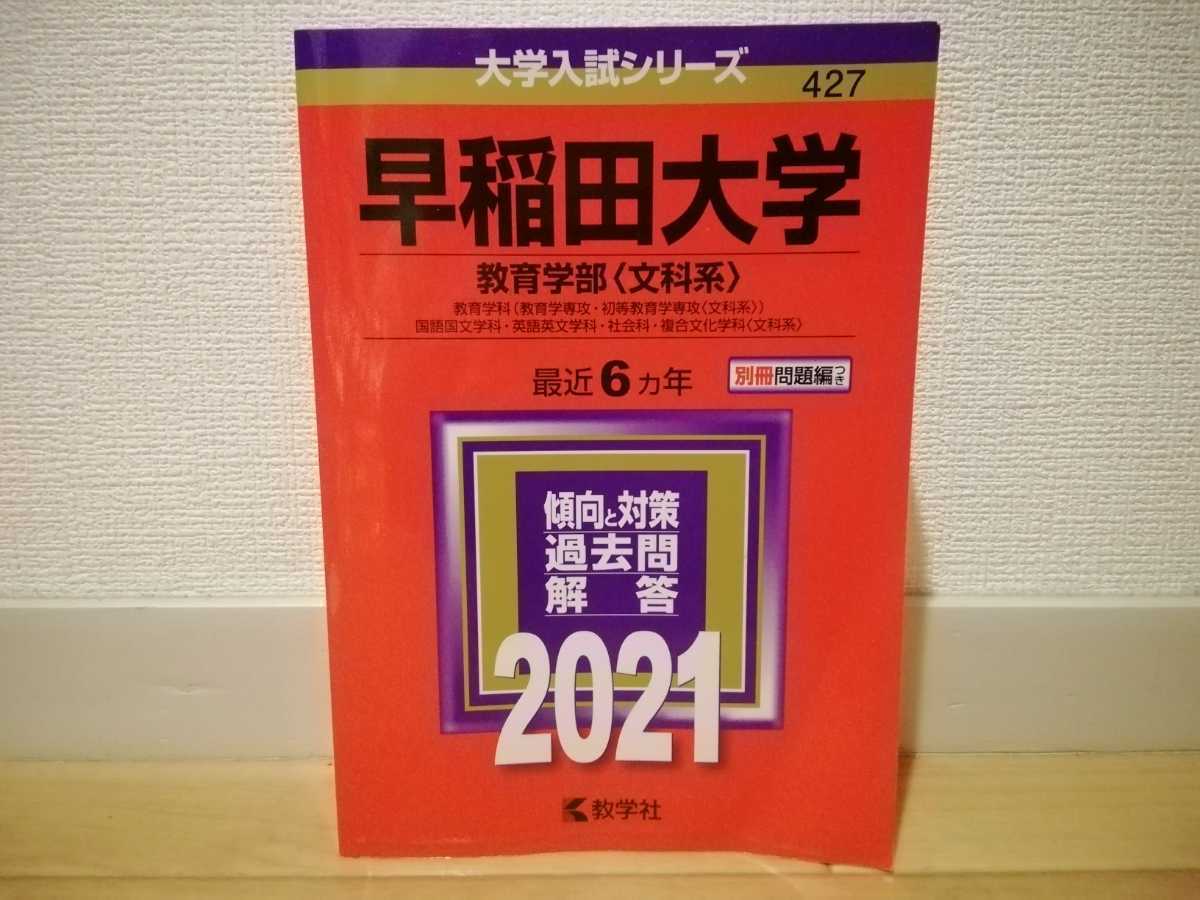 大学入試シリーズ
427
早稲田大学
教育学部〈文科系〉
教育学科(教育学専攻・初等教育学専攻〈文科系〉)
国語国文学科・英語英文学科・社会科・複合文化学科〈文科系〉
最近6カ年
別冊問題編つき
傾向と対策
過去問
解答
2021
教学社